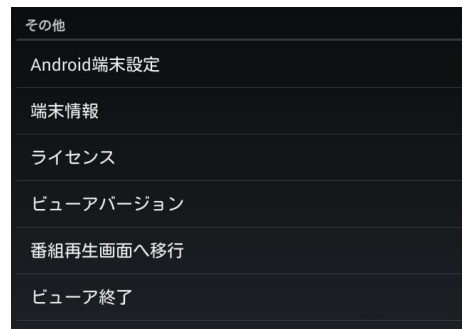 その他
Android端末設定
端末情報
ライセンス
ビューアバージョン
番組再生画面へ移行
ビューア終了